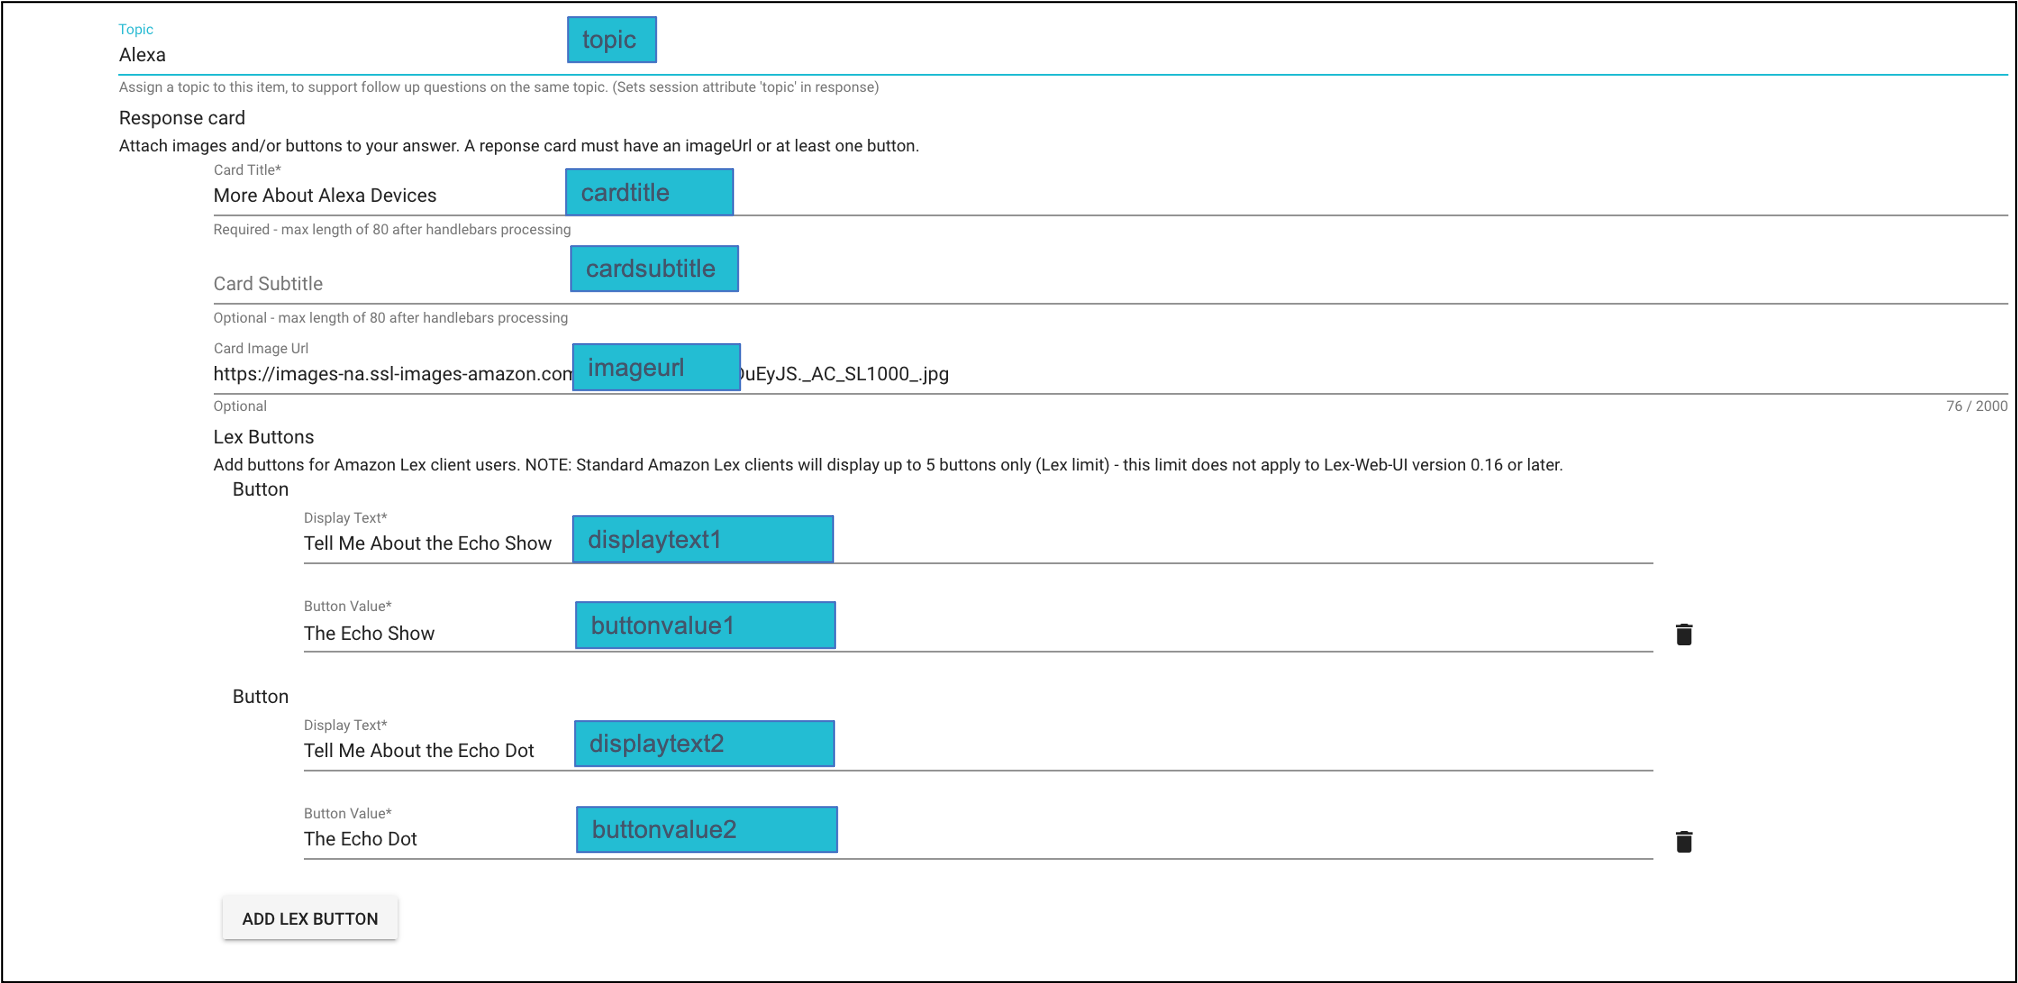 Topic
Alexa
topic
Assign a topic to this item, to support follow up questions on the same topic. (Sets session attribute 'topic' in response)
Response card
Attach images and/or buttons to your answer. A reponse card must have an imageUrl or at least one button.
Card Title*
More About Alexa Devices
cardtitle
Required - max length of 80 after handlebars processing
cardsubtitle
Card Subtitle
Optional - max length of 80 after handlebars processing
Card Image Url
https://images-na.ssl-images-amazon.com
imageurl
uEyJS._AC_SL1000_.jpg
Optional
76 / 2000
Lex Buttons
Add buttons for Amazon Lex client users. NOTE: Standard Amazon Lex clients will display up to 5 buttons only (Lex limit) - this limit does not apply to Lex-Web-UI version 0.16 or later.
Button
Display Text*
Tell Me About the Echo Show
displaytext1
Button Value*
The Echo Show
buttonvalue1
Button
Display Text*
Tell Me About the Echo Dot
displaytext2
Button Value*
The Echo Dot
buttonvalue2
ADD LEX BUTTON